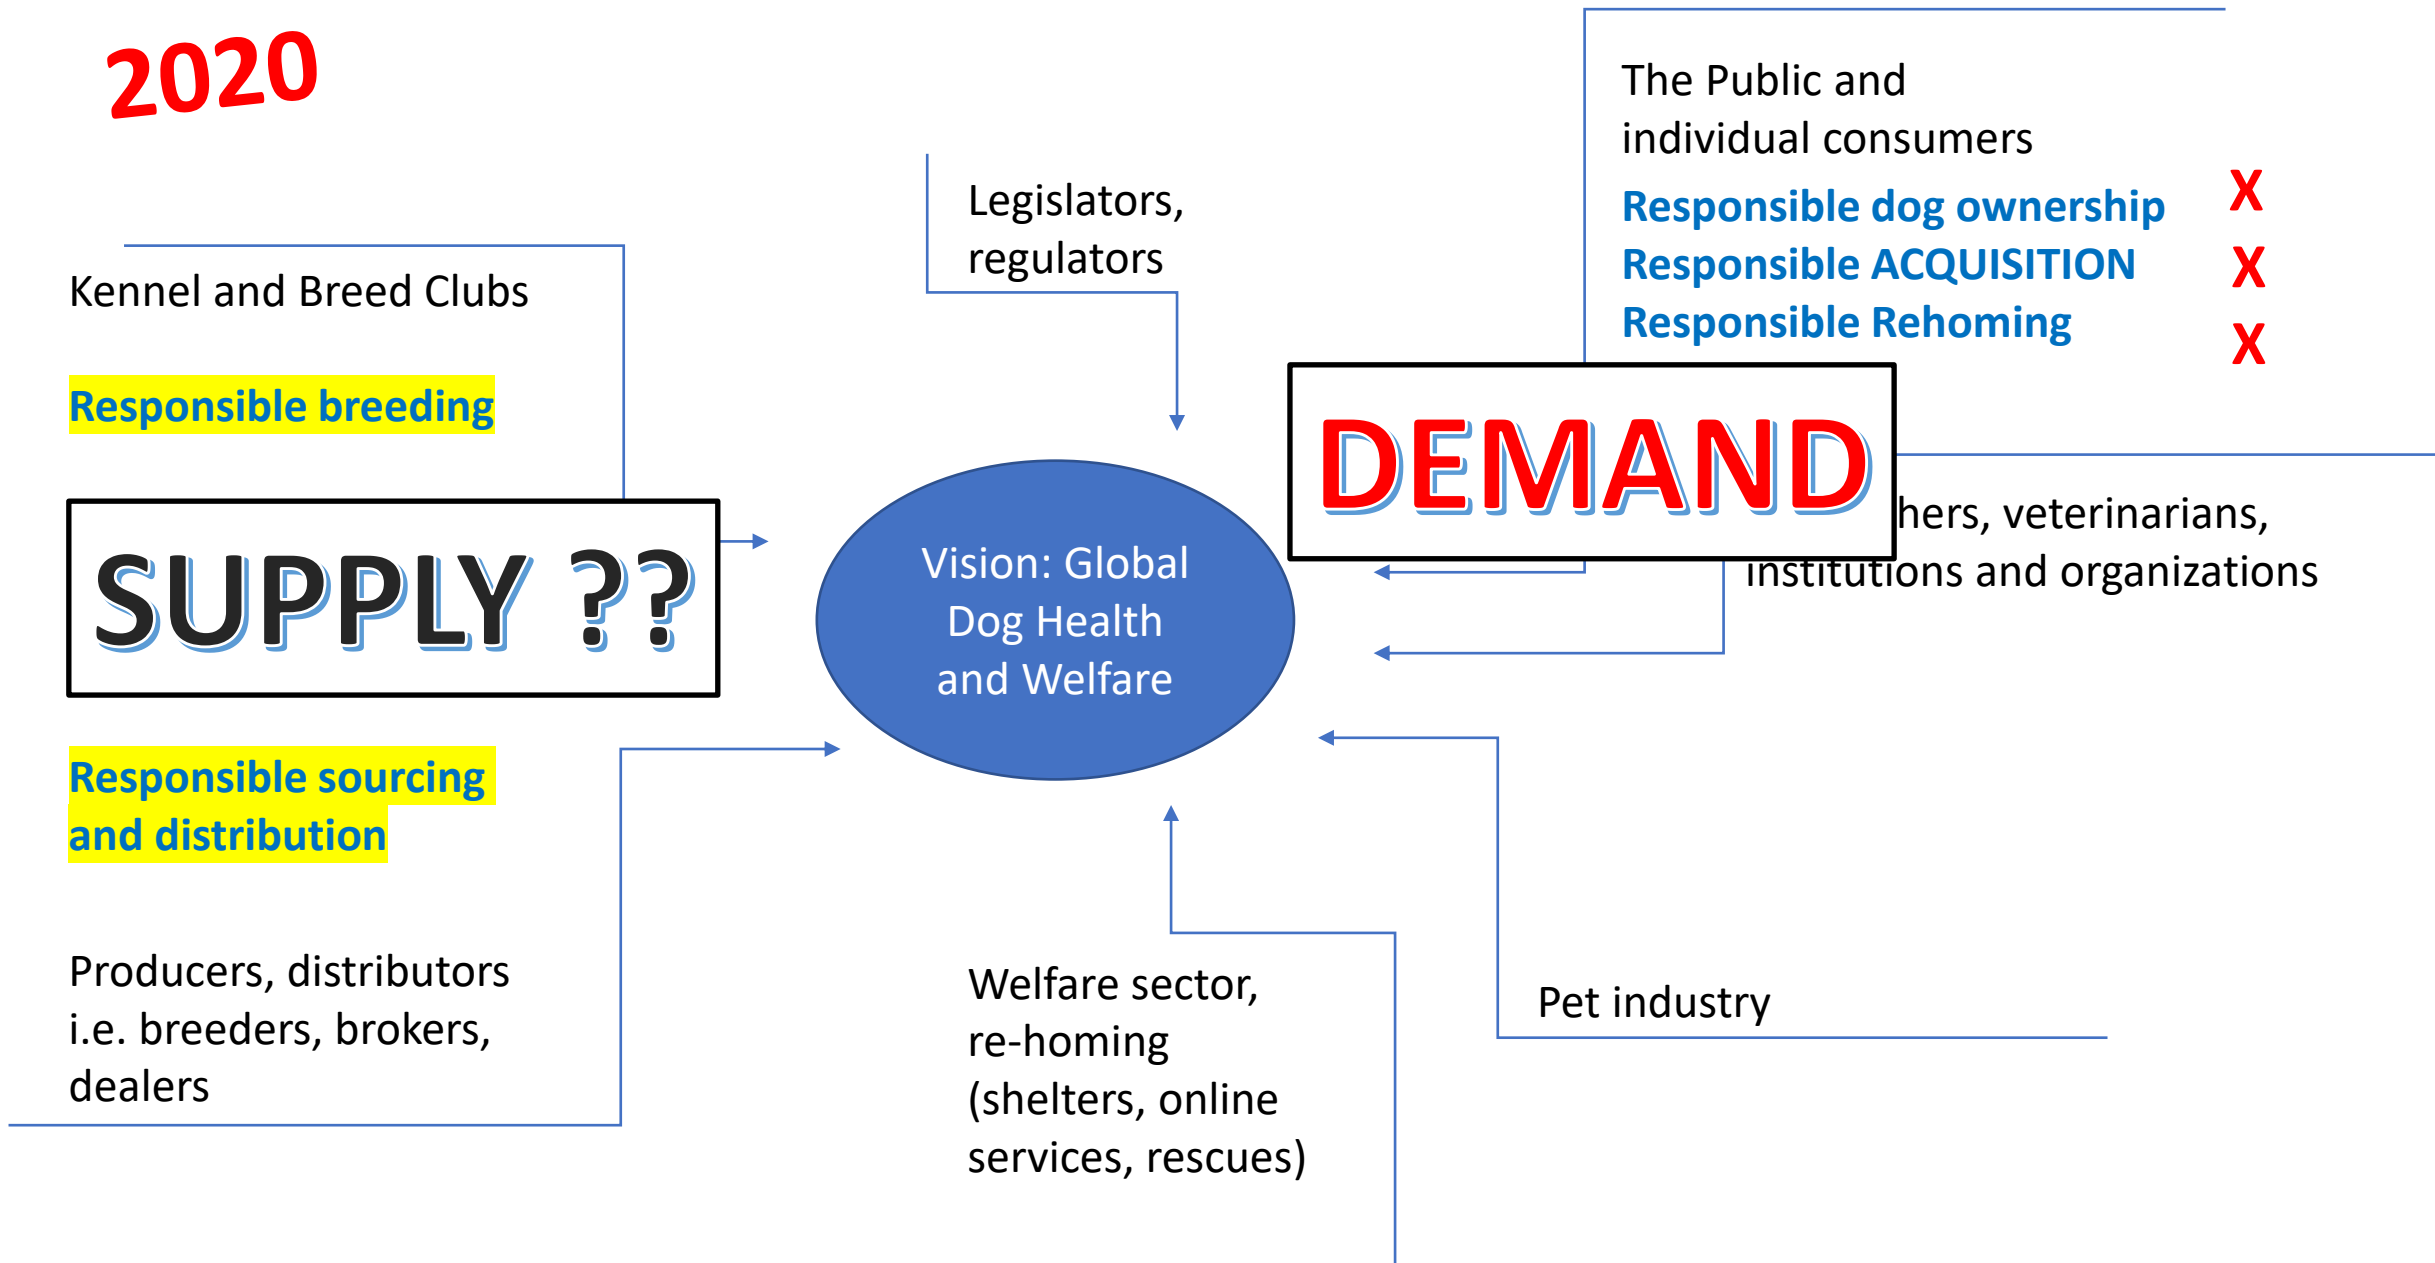 2020
Kennel and Breed Clubs
Responsible breeding
SUPPLY ??
Responsible sourcing
and distribution
Producers, distributors
i.e. breeders, brokers,
dealers
Legislators,
regulators
Vision: Global
Dog Health
and Welfare
Welfare sector,
re-homing
(shelters, online
services, rescues)
The Public and
individual consumers
Responsible dog ownership X
Responsible ACQUISITION X
Responsible Rehoming X
DEMAND
veterinarians,
institutions and organizations
Pet industry